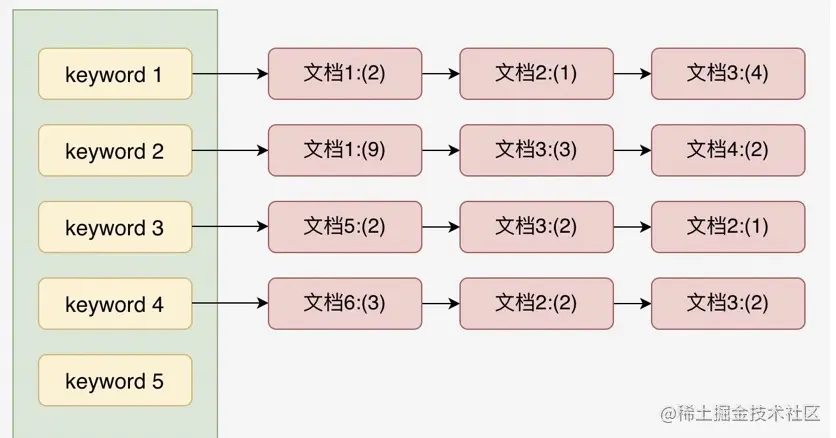 keyword 1 文档1:(2) 文档2:(1) 文档3:(4)
keyword 2 文档1:(9) 文档3:(3) 文档4:(2)
keyword 3 文档5:(2) 文档3:(2) 文档2:(1)
keyword 4 文档6:(3) 文档2:(2) 文档3:(2)
keyword 5
@稀土掘金技术社区